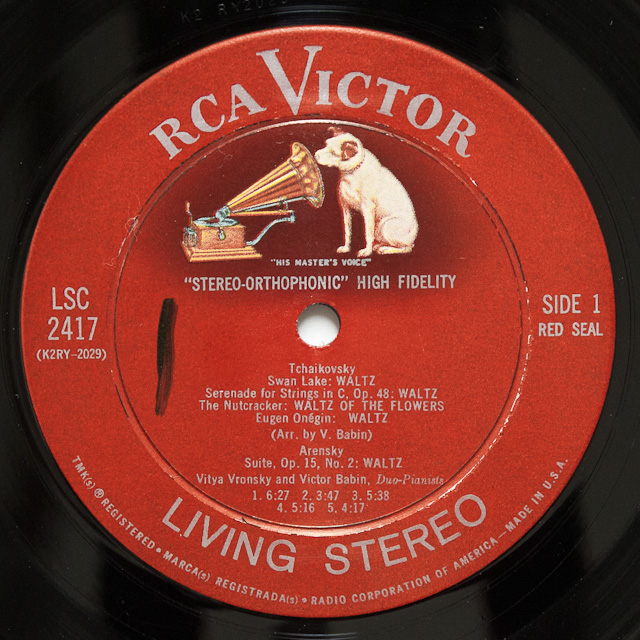 K2 RY202
RCA VICTOR
"HIS MASTER'S VOICE"
"STEREO-ORTHOPHONIC" HIGH FIDELITY
LSC
2417
(K2RY-2029)
SIDE 1
RED SEAL
Tchaikovsky
Swan Lake: WALTZ
Serenade for Strings in C, Op. 48: WALTZ
The Nutcracker: WALTZ OF THE FLOWERS
Eugen Onégin: WALTZ
(Arr. by V. Babin)
Arensky
Suite, Op. 15, No. 2: WALTZ
Vitya Vronsky and Victor Babin, Duo-Pianists
1. 6:27 2. 3:47 3. 5:38
4. 5:16 5. 4:17
LIVING STEREO
TMK(s) ® REGISTERED • MARCA(s) REGISTRADA(s) • RADIO CORPORATION OF AMERICA—MADE IN U.S.A.